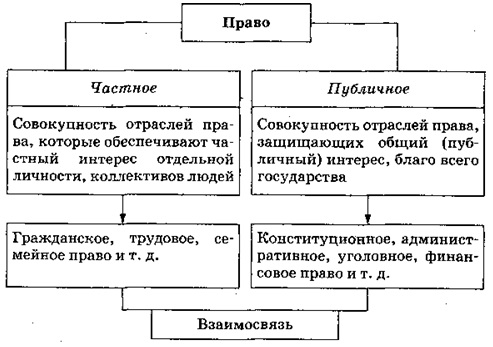 Право
Частное
Совокупность отраслей пра-
ва, которые обеспечивают ча-
стный интерес отдельной
личности, коллективов людей
Гражданское, трудовое, се-
мейное право и т. д.
Публичное
Совокупность отраслей права,
защищающих общий (пуб-
личный) интерес, благо всего
государства
Конституционное, админист-
ративное, уголовное, финан-
совое право и т. д.
Взаимосвязь